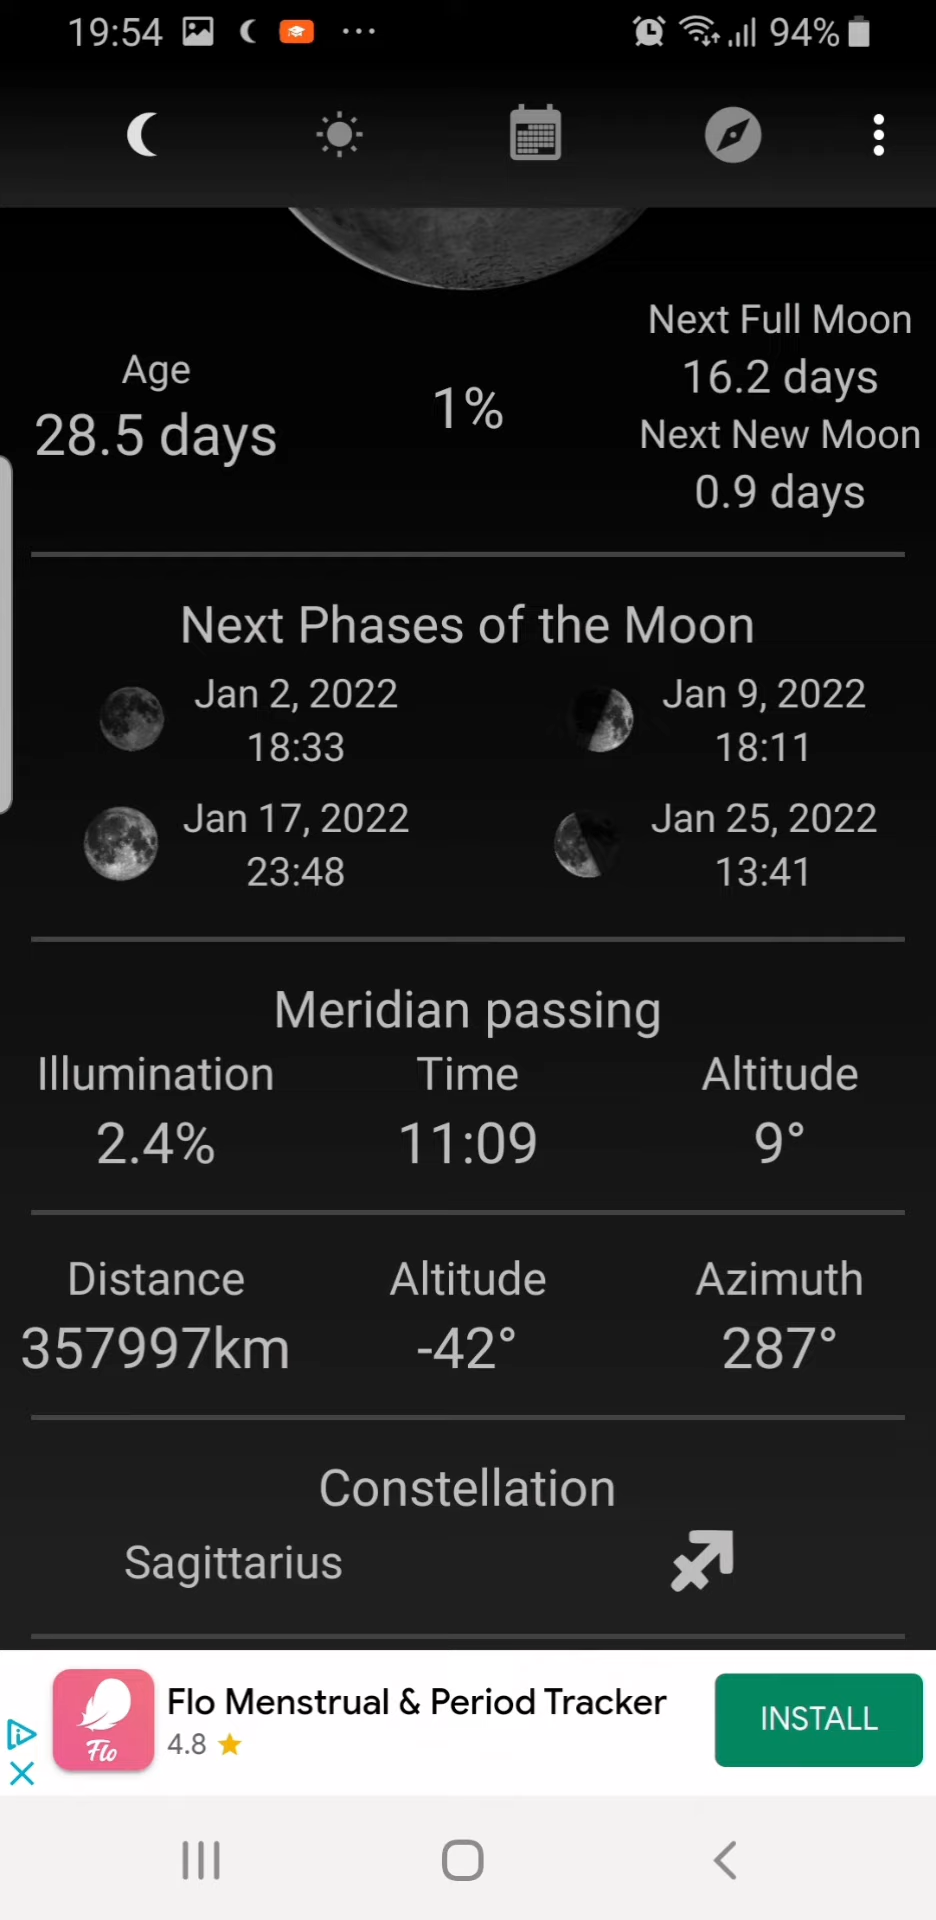 19:54
94%
Age
28.5 days
1%
Next Full Moon
16.2 days
Next New Moon
0.9 days
Next Phases of the Moon
Jan 2, 2022
18:33
Jan 9, 2022
18:11
Jan 17, 2022
23:48
Jan 25, 2022
13:41
Meridian passing
Illumination Time Altitude
2.4% 11:09 9°
Distance Altitude Azimuth
357997km -42° 287°
Constellation
Sagittarius
Flo Menstrual & Period Tracker
4.8
Flo
INSTALL